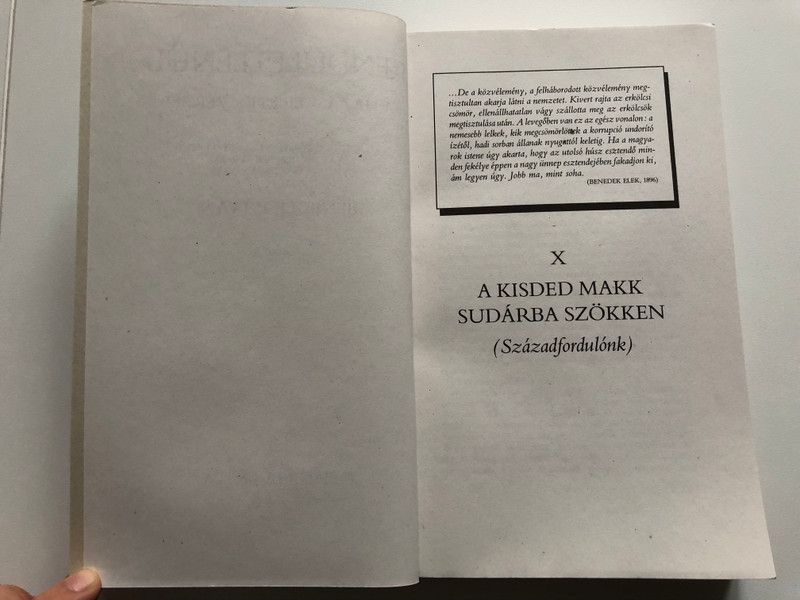 …De a közvélemény, a felháborodott közvélemény meg-
tisztultan akarja látni a nemzetet. Kivert rajta az erkölcsi
csömör, ellenállhatatlan vágy szállotta meg az erkölcsök
megtisztulása után. A levegőben van ez az egész vonalon: a
nemesebb lelkek, kik megcsömörlöttek a korrupció undorító
ízétől, hadi sorban állanak nyugattól keletig. Ha a magya-
rok istene úgy akarta, hogy az utolsó húsz esztendő min-
den fekélye éppen a nagy ünnep esztendejében fakadjon ki,
ám legyen úgy. Jobb ma, mint soha.
(BENEDEK ELEK, 1896)
X
A KISDED MAKK
SUDÁRBA SZÖKKEN
(Századfordulónk)